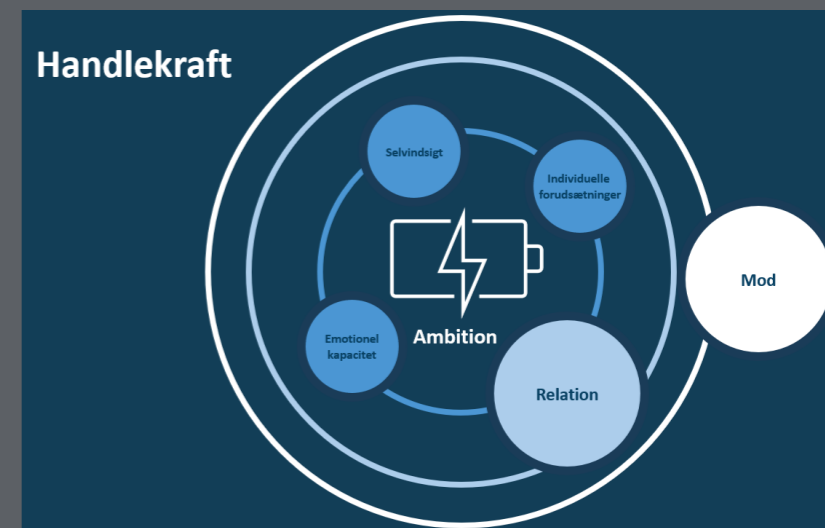 Handlekraft
Selvindsigt
Individuelle
forudsætninger
Mod
Ambition
Emotionel
kapacitet
Relation